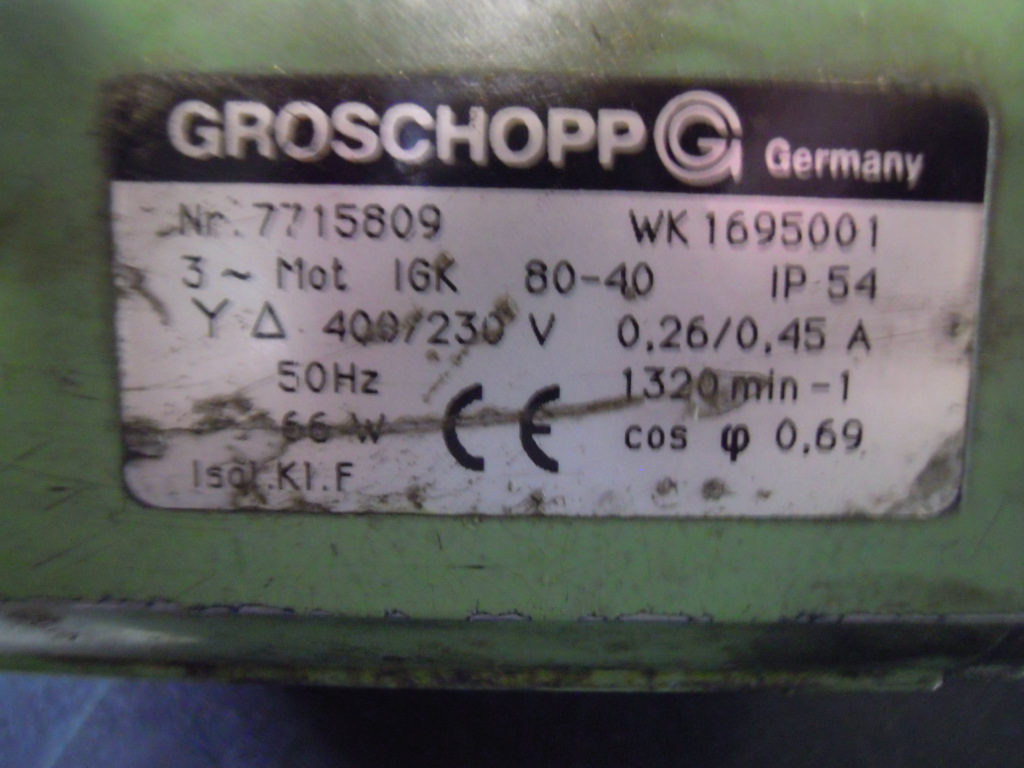 GROSCHOPP G Germany
Nr. 7715809 WK 1695001
3 ~ Mot IGK 80-40 IP 54
Y Δ 400/230 V 0,26/0,45 A
50Hz 1320 min-1
66 W CE cos φ 0,69
Isol.Kl.F